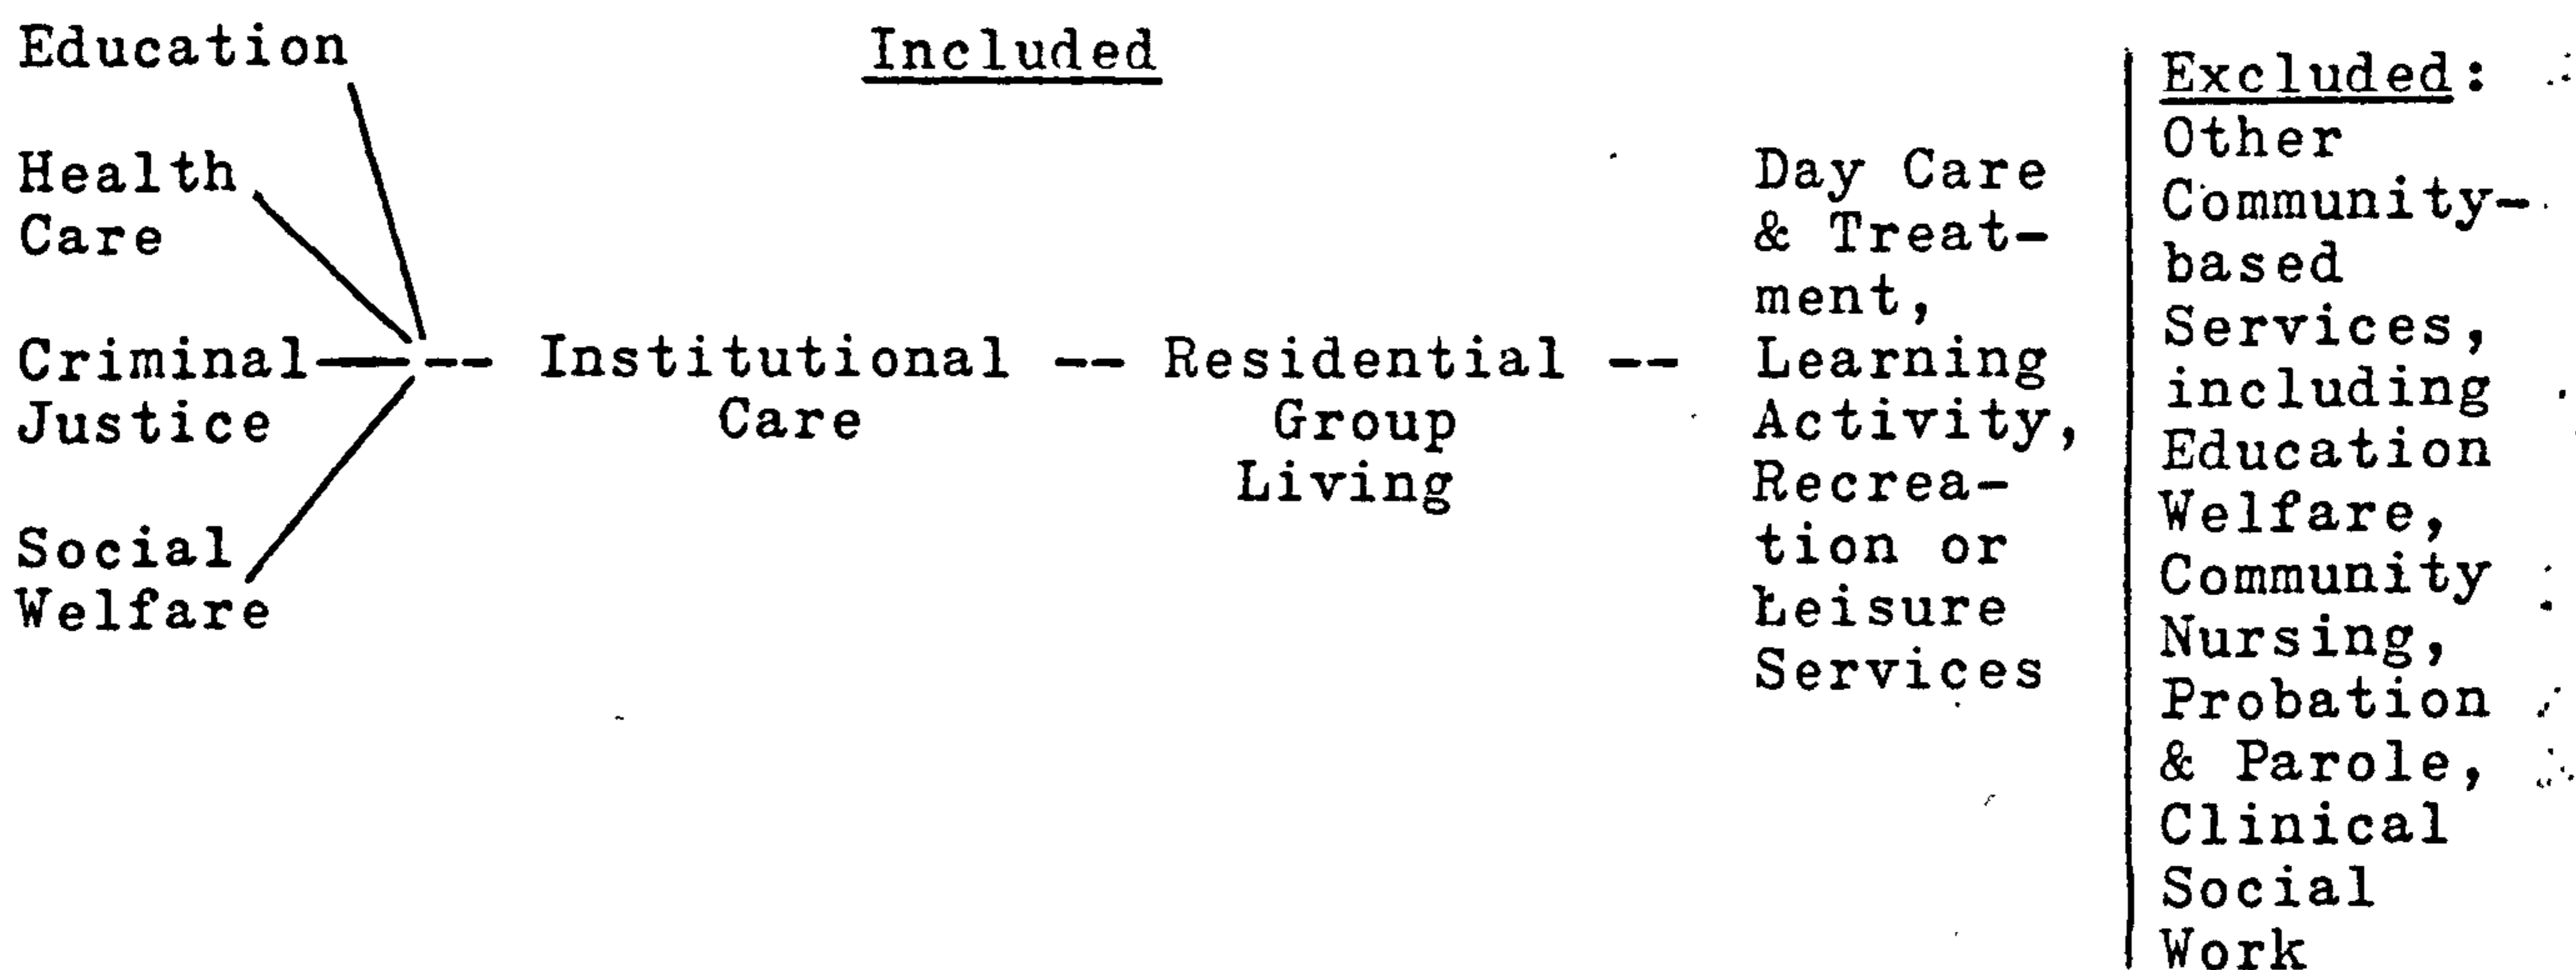 Education
Health
Care
Criminal
Justice
Social
Welfare
Included
-- Institutional
Care
-- Residential
Group
Living
-- Day Care
& Treat-
ment,
Learning
Activity,
Recrea-
tion or
Leisure
Services
Excluded:
Other
Community-
based
Services,
including
Education
Welfare,
Community
Nursing,
Probation
& Parole,
Clinical
Social
Work